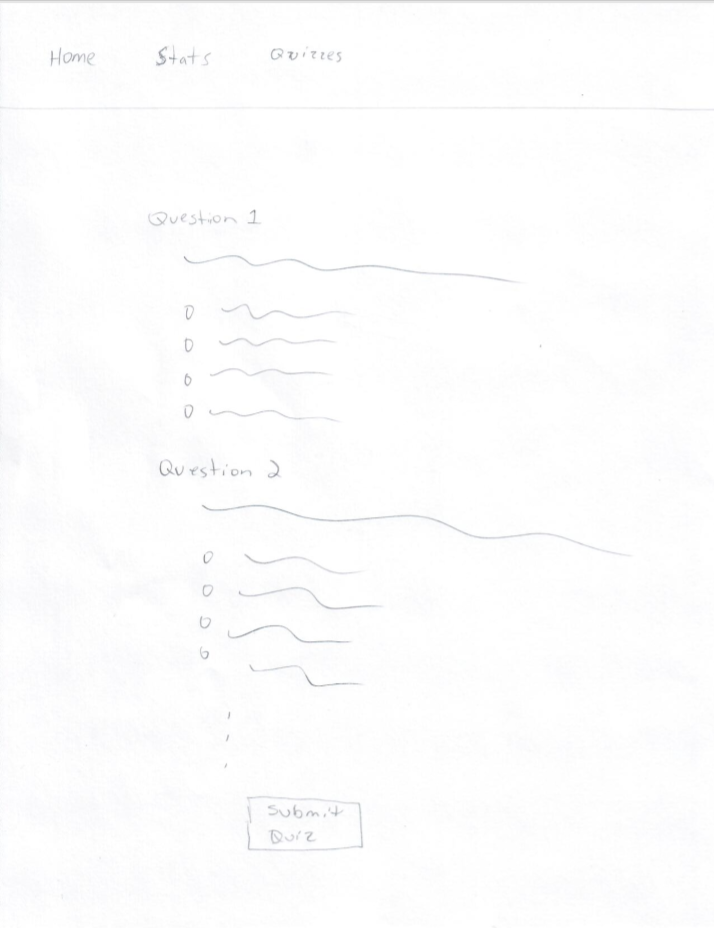 Home Stats Quizzes
Question 1
Question 2
Submit
Quiz